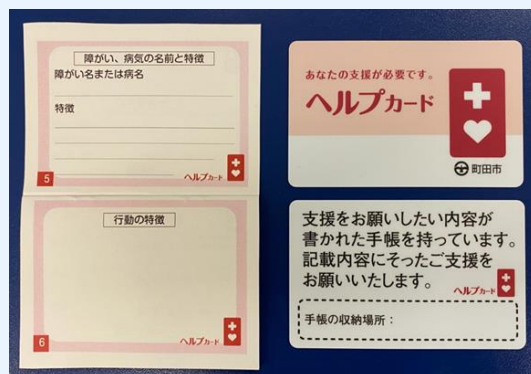 障がい、病気の名前と特徴
障がい名または病名
特徴
5
ヘルプカード
行動の特徴
6
ヘルプカード
あなたの支援が必要です。
ヘルプカード
町田市
支援をお願いしたい内容が
書かれた手帳を持っています。
記載内容にそったご支援を
お願いいたします。
ヘルプカード
手帳の収納場所：